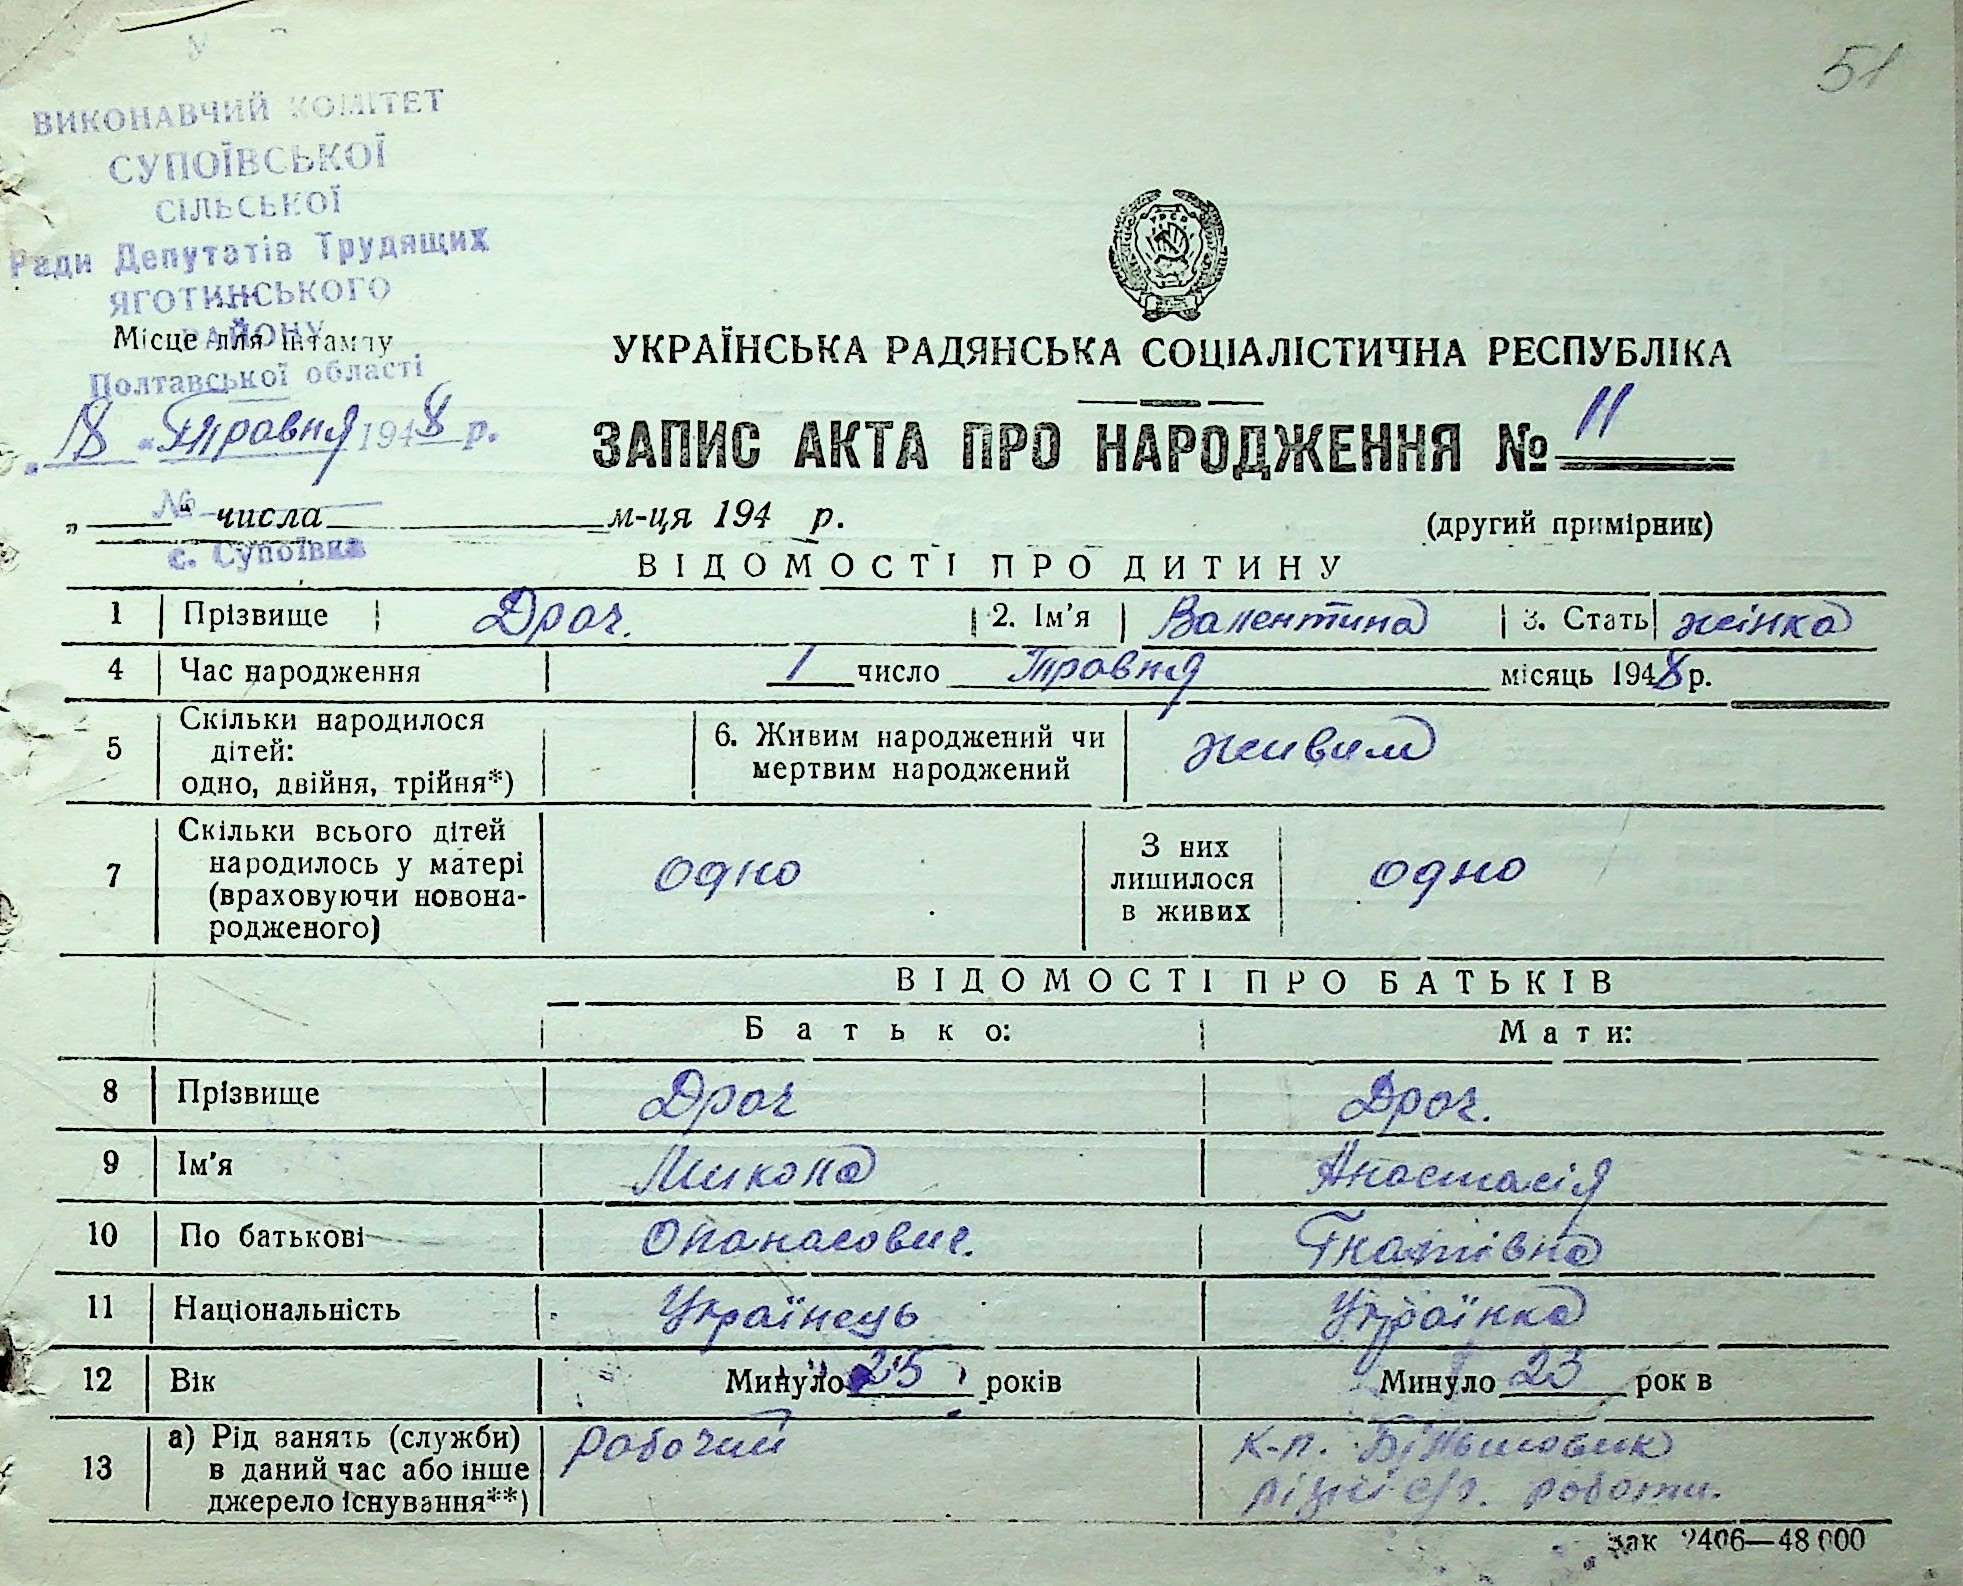 51
ВИКОНАВЧИЙ КОМІТЕТ
СУПОЇВСЬКОЇ
СІЛЬСЬКОЇ
Ради Депутатів Трудящих
ЯГОТИНСЬКОГО
РАЙОНУ
Місце для штампу
Полтавської області
„18" Травня 1948 р.
№
с. Супоївка
УРСР
УКРАЇНСЬКА РАДЯНСЬКА СОЦІАЛІСТИЧНА РЕСПУБЛІКА
ЗАПИС АКТА ПРО НАРОДЖЕННЯ № 11
„ " числа м-ця 194 р.
(другий примірник)
ВІДОМОСТІ ПРО ДИТИНУ
1 Прізвище Дроч. 2. Ім'я Валентина 3. Стать жінка
4 Час народження 1 число Травня місяць 1948 р.
5 Скільки народилося дітей: одно, двійня, трійня*)
6. Живим народжений чи мертвим народжений живим
7 Скільки всього дітей народилось у матері (враховуючи новонародженого) одно
З них лишилося в живих одно
ВІДОМОСТІ ПРО БАТЬКІВ
Батько: Мати:
8 Прізвище Дроч Дроч.
9 Ім'я Микола Анастасія
10 По батькові Опанасович. Гнатівна
11 Національність Українець Українка
12 Вік Минуло 25 років Минуло 23 рок в
13 а) Рід занять (служби) в даний час або інше джерело існування**) робочий к-п. Більшовик
різні с/г. роботи.
Зак 2406—48 000